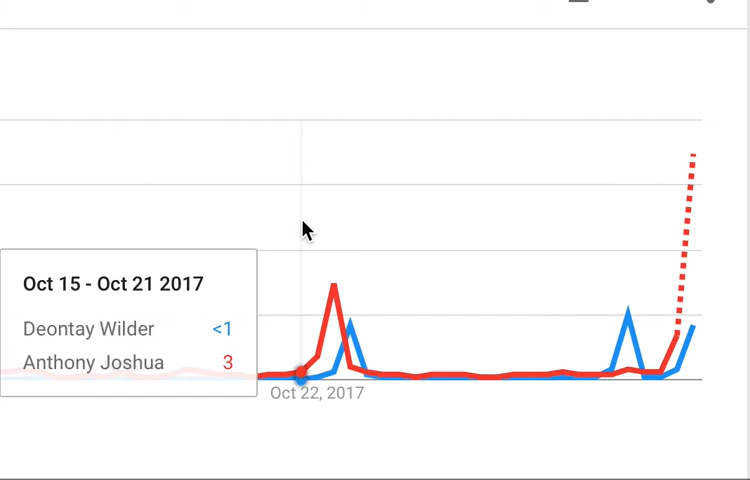 Oct 15 - Oct 21 2017
Deontay Wilder <1
Anthony Joshua 3
Oct 22, 2017